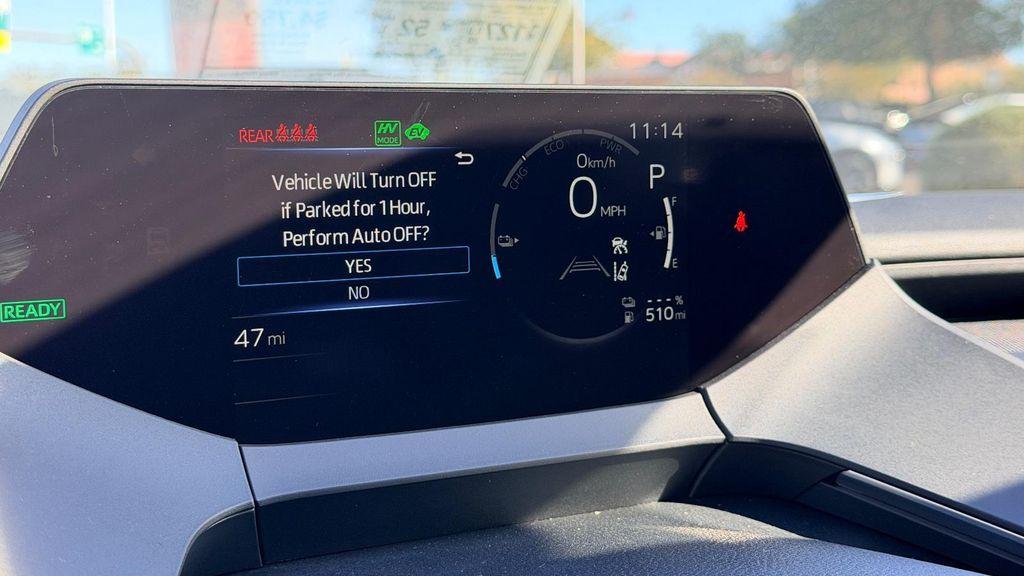 REAR
HV
MODE
EV
11:14
Vehicle Will Turn OFF
if Parked for 1 Hour,
Perform Auto OFF?
YES
NO
CHG
ECO
PWR
0km/h
0 MPH
P
F
E
READY
47 mi
---%
510 mi